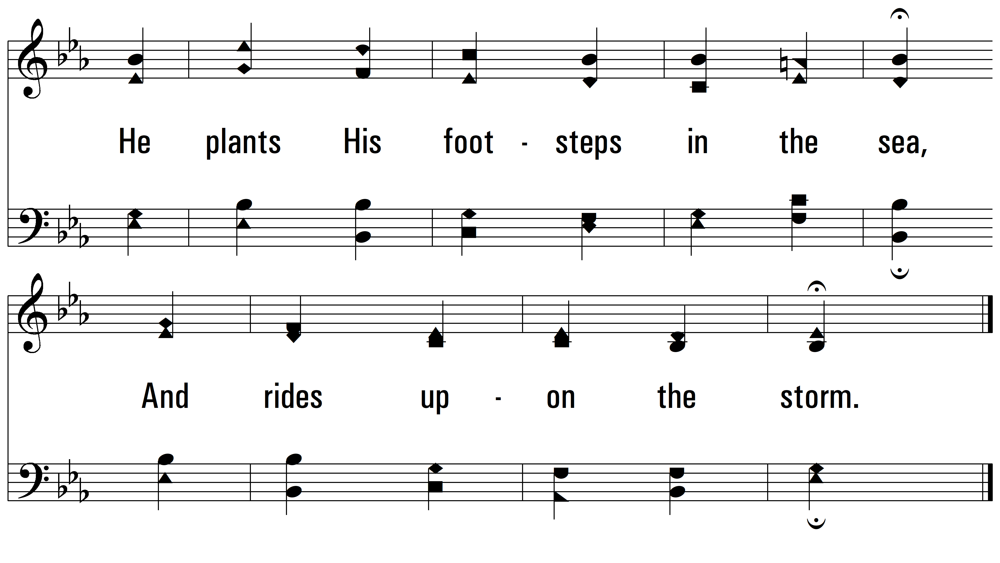 He plants His foot - steps in the sea,
And rides up - on the storm.